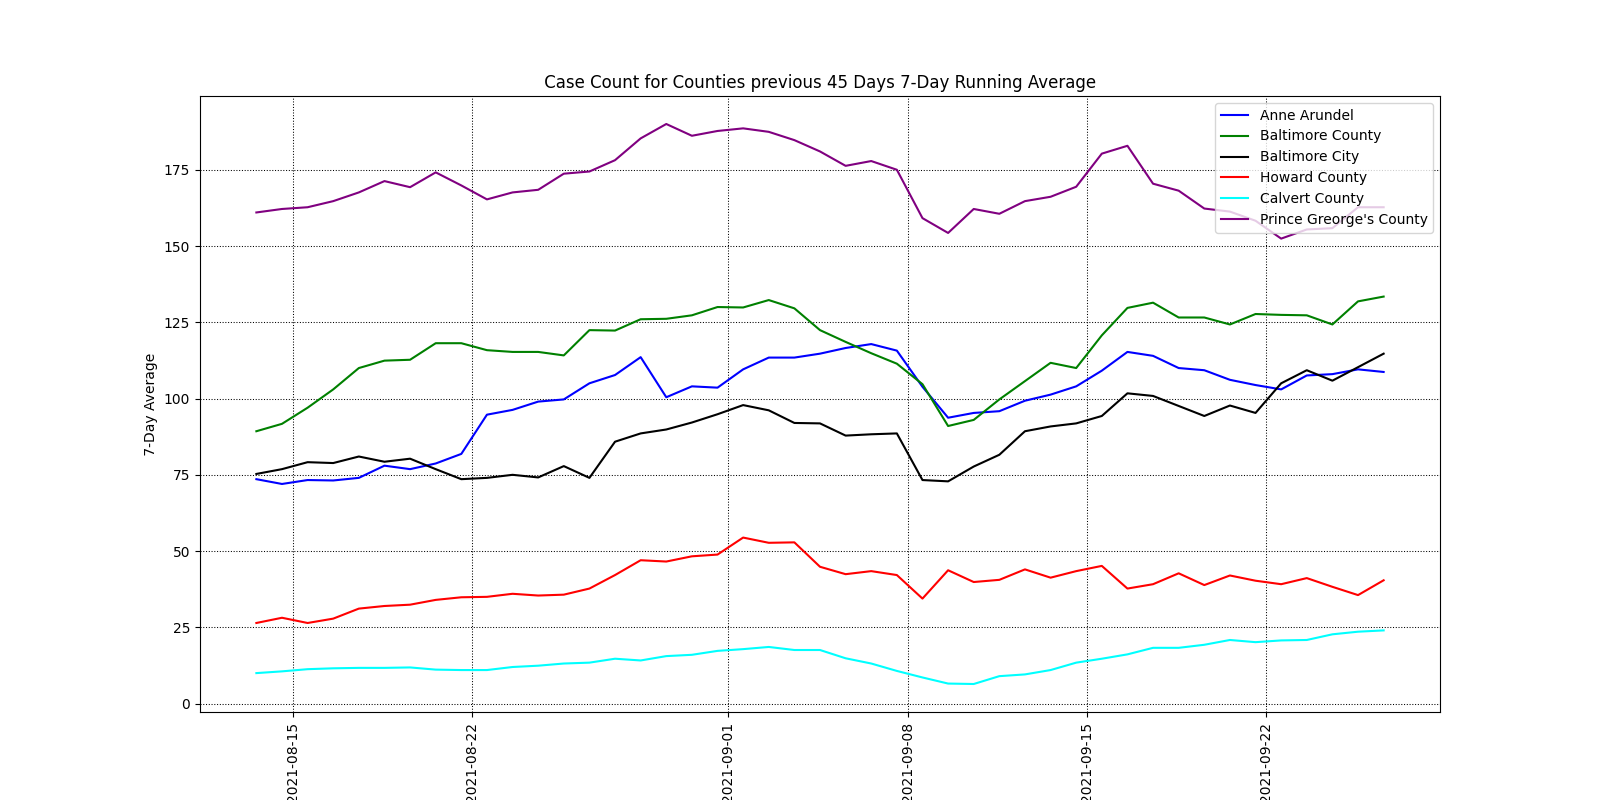 Case Count for Counties previous 45 Days 7-Day Running Average
Anne Arundel
Baltimore County
Baltimore City
Howard County
Calvert County
Prince Greorge's County
7-Day Average
175
150
125
100
75
50
25
0
2021-08-15
2021-08-22
2021-09-01
2021-09-08
2021-09-15
2021-09-22